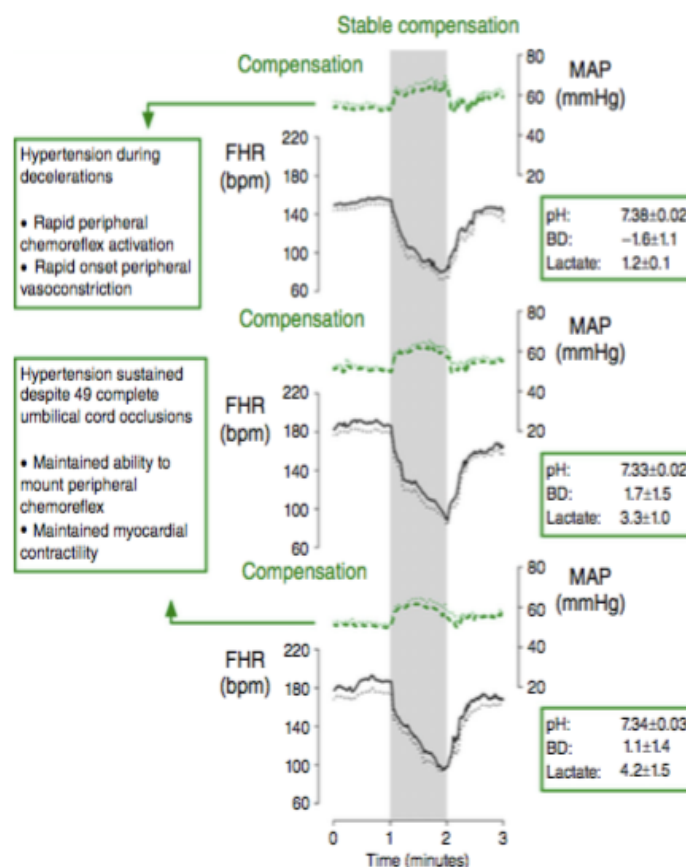 Stable compensation
Compensation
80
60
40
20
MAP
(mmHg)
Hypertension during
decelerations
• Rapid peripheral
chemoreflex activation
• Rapid onset peripheral
vasoconstriction
FHR
(bpm)
220
180
140
100
60
pH: 7.38±0.02
BD: −1.6±1.1
Lactate: 1.2±0.1
Compensation
80
60
40
20
MAP
(mmHg)
Hypertension sustained
despite 49 complete
umbilical cord occlusions
• Maintained ability to
mount peripheral
chemoreflex
• Maintained myocardial
contractility
FHR
(bpm)
220
180
140
100
60
pH: 7.33±0.02
BD: 1.7±1.5
Lactate: 3.3±1.0
Compensation
80
60
40
20
MAP
(mmHg)
FHR
(bpm)
220
180
140
100
60
pH: 7.34±0.03
BD: 1.1±1.4
Lactate: 4.2±1.5
0 1 2 3
Time (minutes)